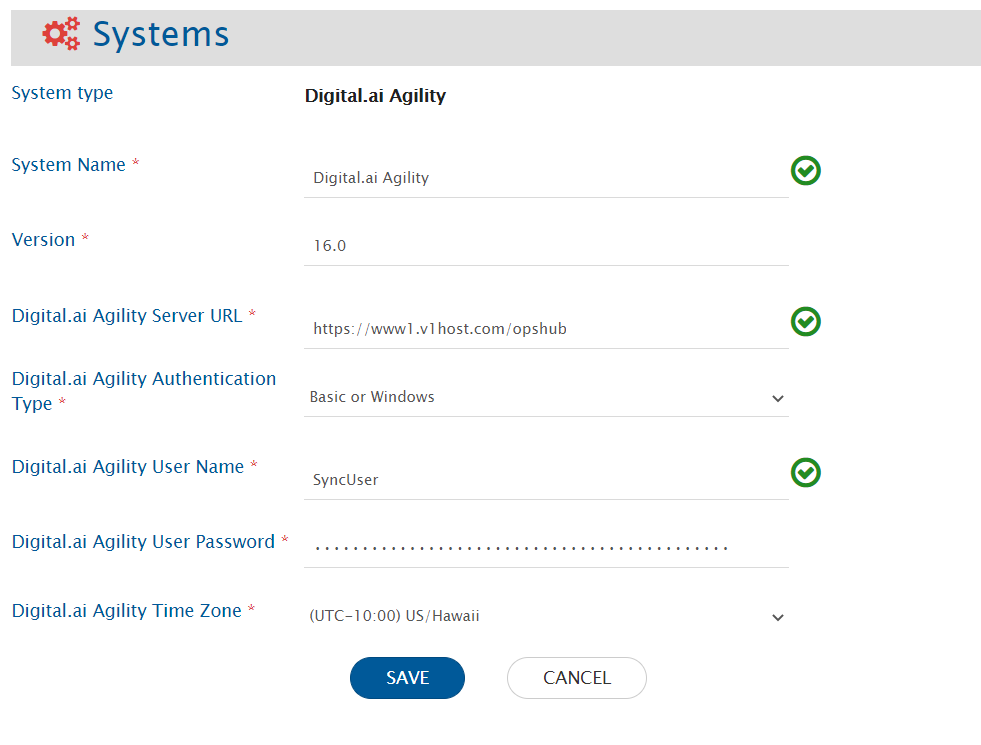 Systems
System type
Digital.ai Agility
System Name *
Digital.ai Agility
Version *
16.0
Digital.ai Agility Server URL *
https://www1.v1host.com/opshub
Digital.ai Agility Authentication
Type *
Basic or Windows
Digital.ai Agility User Name *
SyncUser
Digital.ai Agility User Password *
Digital.ai Agility Time Zone *
(UTC-10:00) US/Hawaii
SAVE
CANCEL